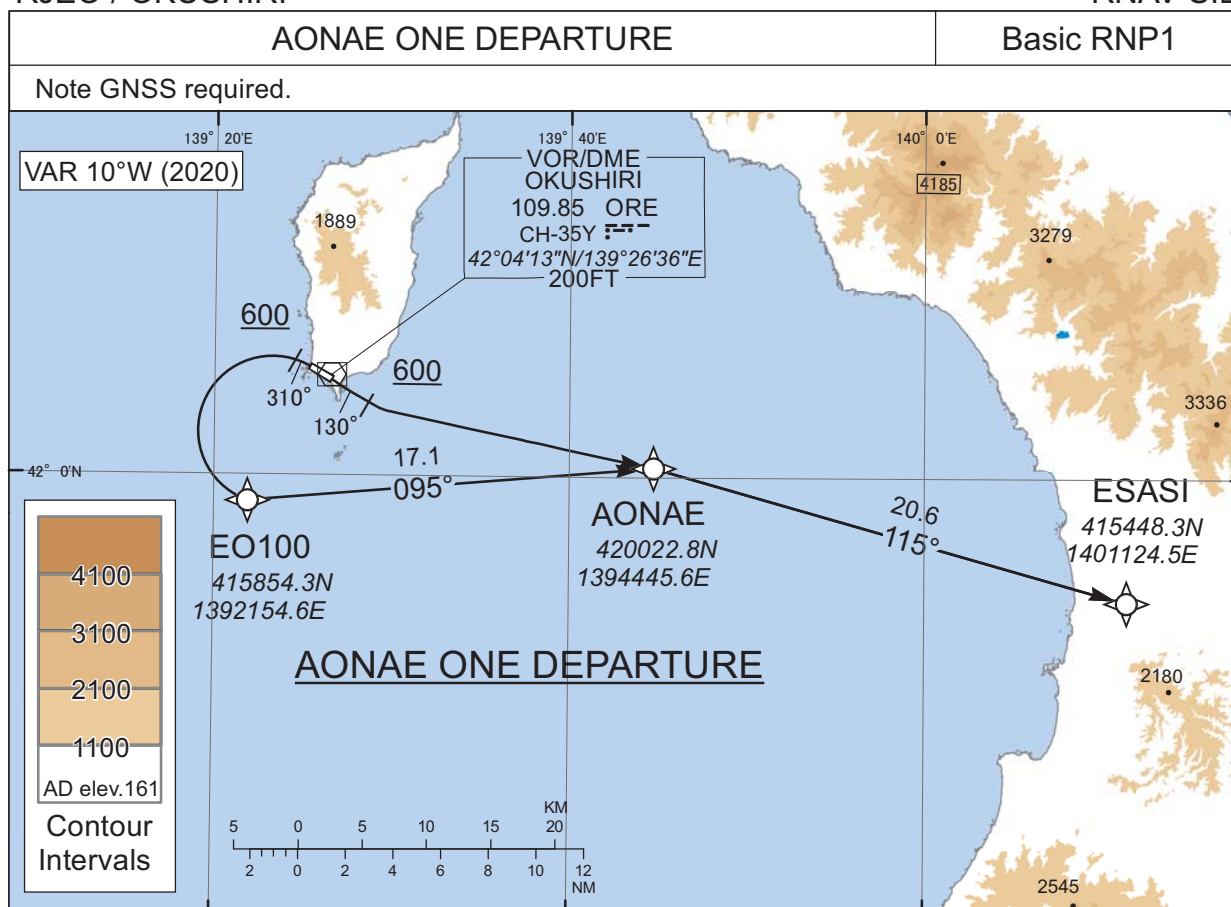 AONAE ONE DEPARTURE
Basic RNP1
Note GNSS required.
139° 20'E
139° 40'E
140° 0'E
VAR 10°W (2020)
VOR/DME
OKUSHIRI
109.85 ORE
CH-35Y
42°04'13"N/139°26'36"E
200FT
4185
1889
3279
600
600
310°
130°
3336
42° 0'N
17.1
095°
AONAE
420022.8N
1394445.6E
20.6
115°
ESASI
415448.3N
1401124.5E
EO100
415854.3N
1392154.6E
AONAE ONE DEPARTURE
4100
3100
2100
1100
AD elev.161
Contour
Intervals
2180
KM
5 0 5 10 15 20
2 0 2 4 6 8 10 12
NM
2545